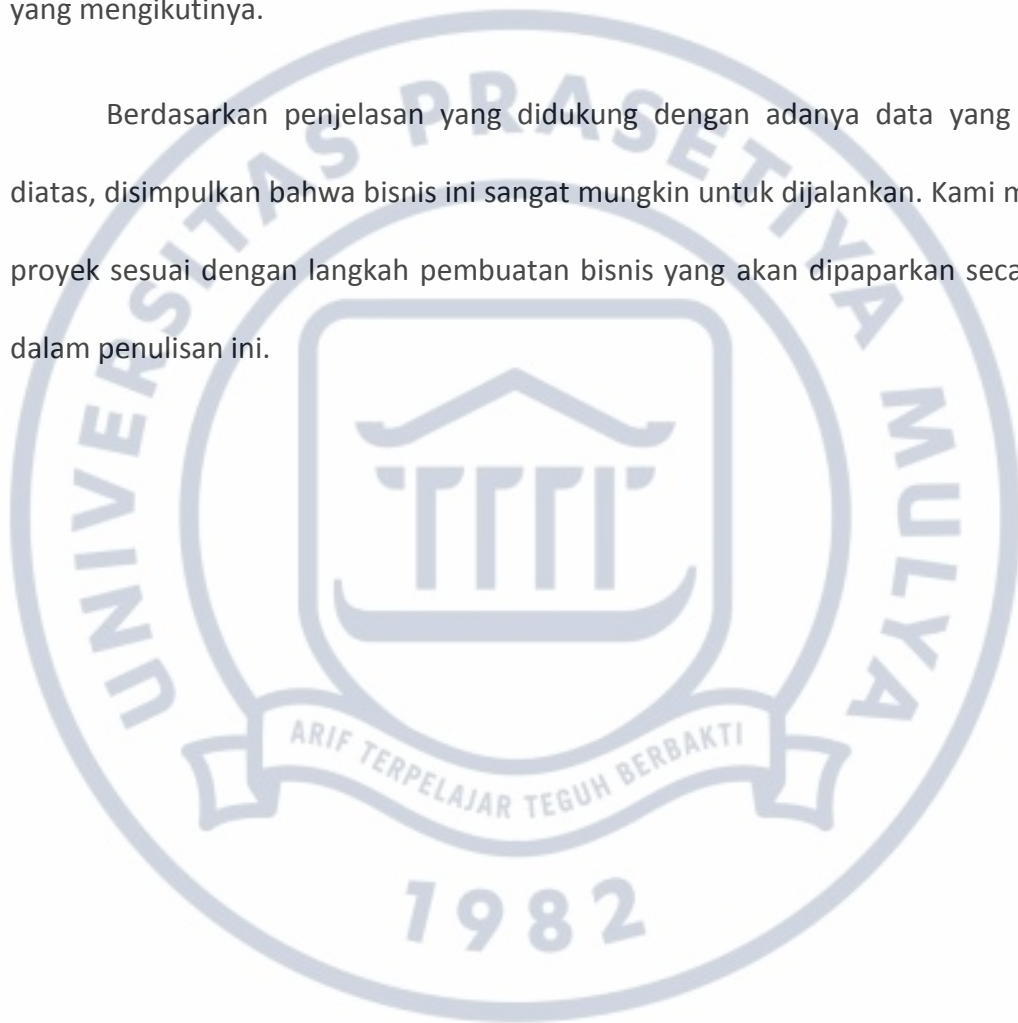 yang mengikutinya.
Berdasarkan penjelasan yang didukung dengan adanya data yang
diatas, disimpulkan bahwa bisnis ini sangat mungkin untuk dijalankan. Kami
proyek sesuai dengan langkah pembuatan bisnis yang akan dipaparkan
dalam penulisan ini.
UNIVERSITAS PRASETIYA MULYA
ARIF TERPELAJAR TEGUH BERBAKTI
1982